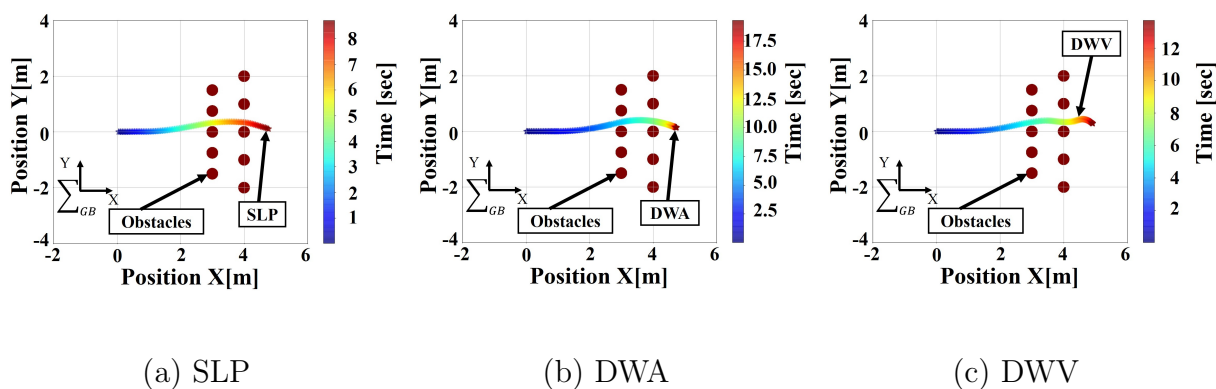 Position Y[m]
4
2
0
-2
-4
Y
X
∑GB
Obstacles
SLP
-2
0
2
4
6
Position X[m]
8
7
6
5
4
3
2
1
Time [sec]
(a) SLP
Position Y[m]
4
2
0
-2
-4
Y
X
∑GB
Obstacles
DWA
-2
0
2
4
6
Position X[m]
17.5
15.0
12.5
10.0
7.5
5.0
2.5
Time [sec]
(b) DWA
Position Y[m]
4
2
0
-2
-4
Y
X
∑GB
Obstacles
DWV
-2
0
2
4
6
Position X[m]
12
10
8
6
4
2
Time [sec]
(c) DWV